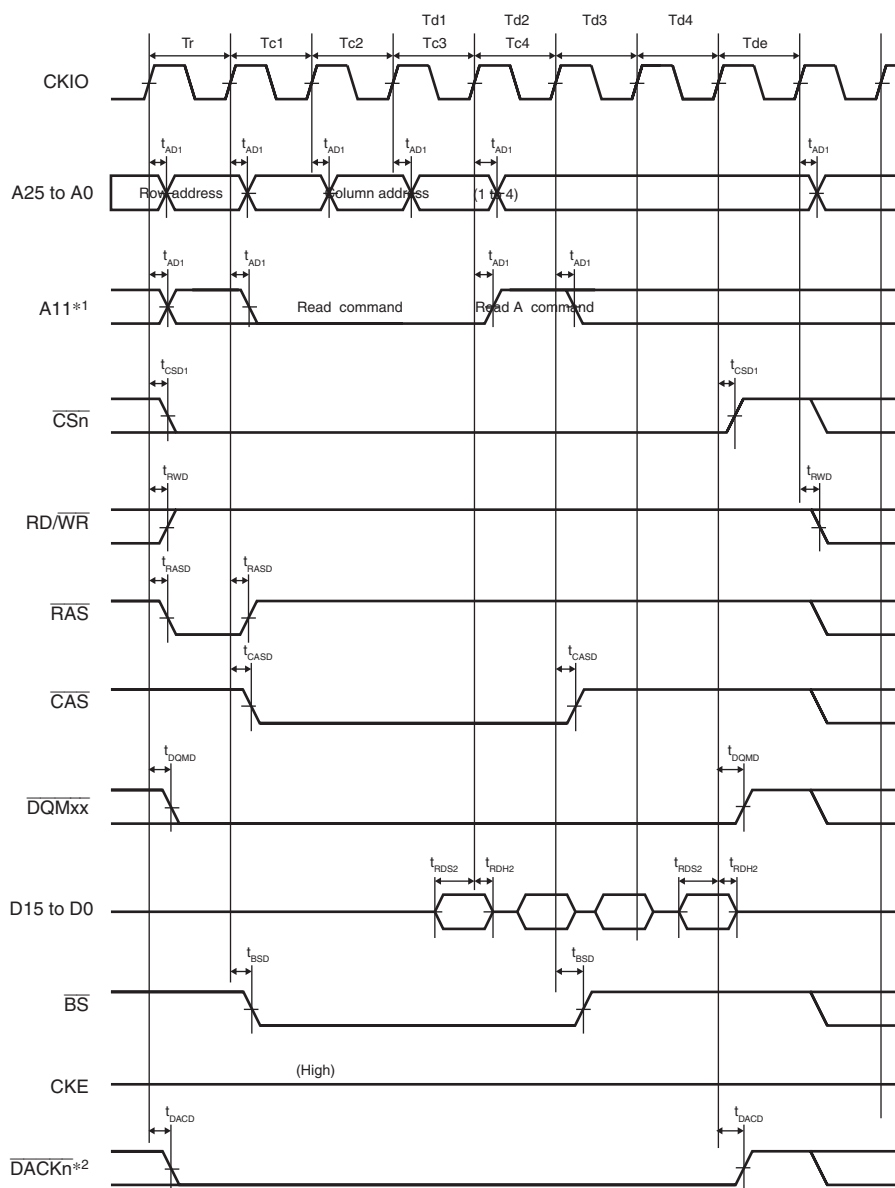 Td1 Td2 Td3 Td4
Tr Tc1 Tc2 Tc3 Tc4 Tde
CKIO
tAD1 tAD1 tAD1 tAD1 tAD1 tAD1
A25 to A0 Row address Column address (1 to 4)
tAD1 tAD1 tAD1 tAD1
A11*1 Read command Read A command
tCSD1 tCSD1
CSn
tRWD tRWD
RD/WR
tRASD tRASD
RAS
tCASD tCASD
CAS
tDQMD tDQMD
DQMxx
tRDS2 tRDH2 tRDS2 tRDH2
D15 to D0
tBSD tBSD
BS
(High)
CKE
tDACD tDACD
DACKn*2